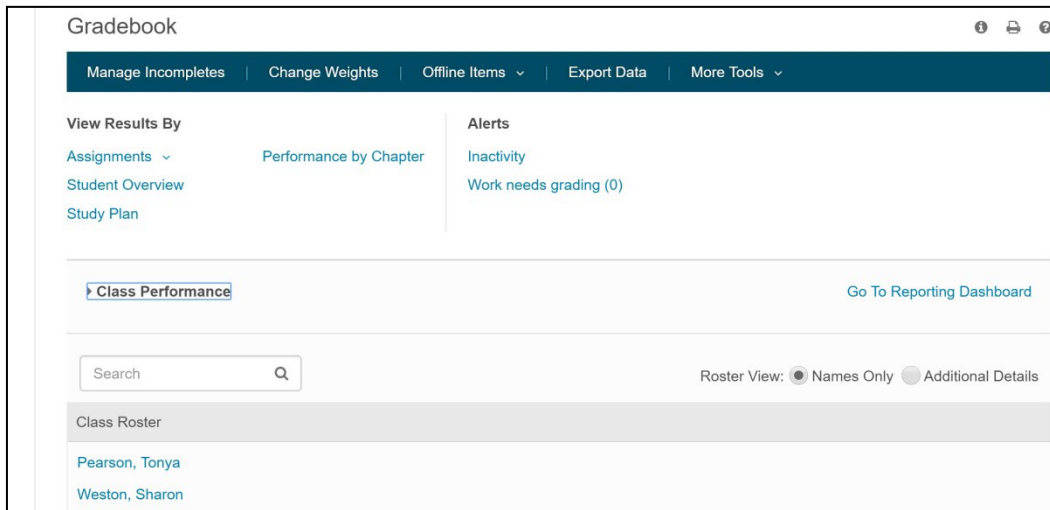 Gradebook
Manage Incompletes | Change Weights | Offline Items | Export Data | More Tools
View Results By
Alerts
Assignments
Performance by Chapter
Inactivity
Student Overview
Work needs grading (0)
Study Plan
Class Performance
Go To Reporting Dashboard
Search
Roster View: Names Only Additional Details
Class Roster
Pearson, Tonya
Weston, Sharon